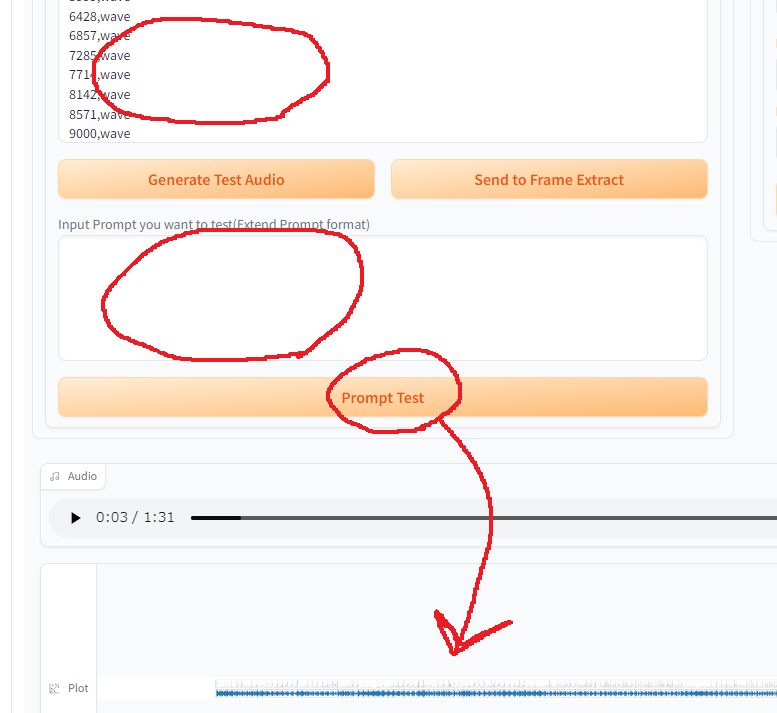 6428,wave
6857,wave
7285,wave
7714,wave
8142,wave
8571,wave
9000,wave
Generate Test Audio
Send to Frame Extract
Input Prompt you want to test(Extend Prompt format)
Prompt Test
Audio
0:03 / 1:31
Plot